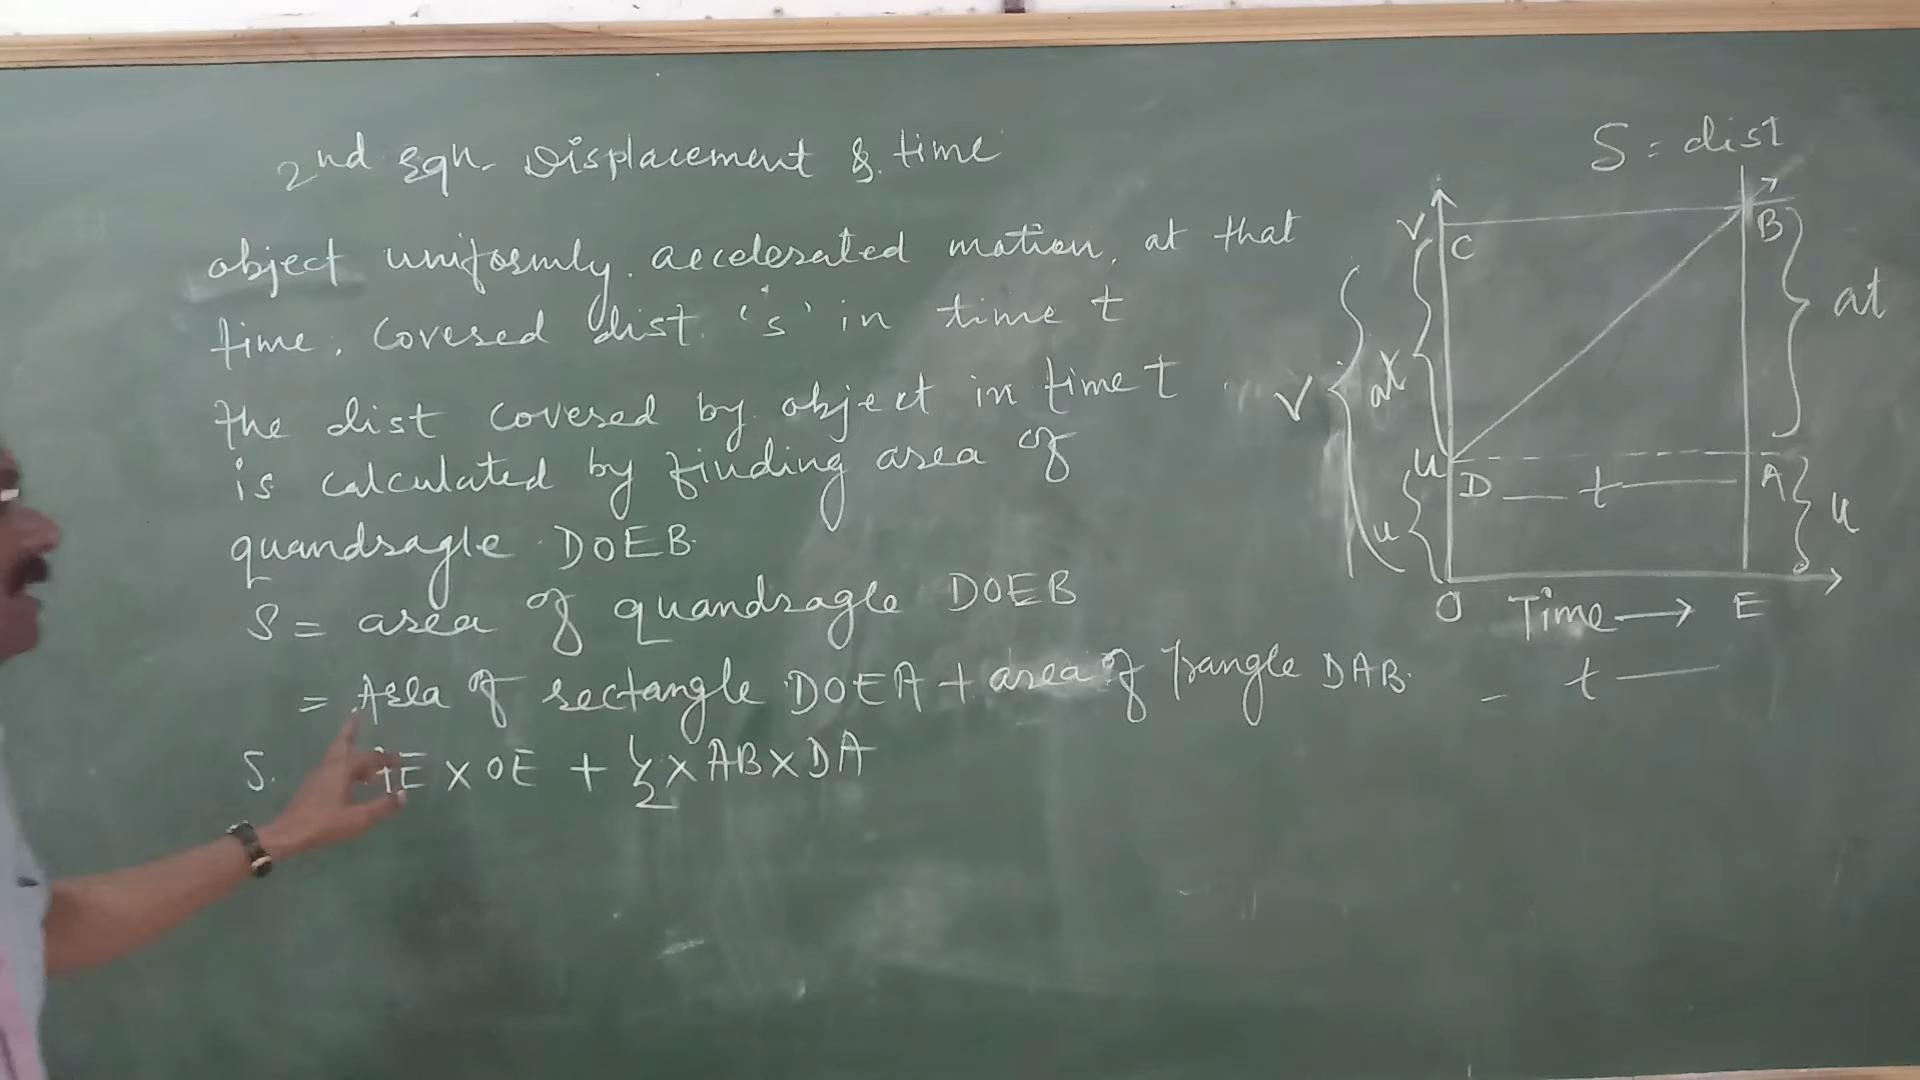 2nd Eqn. Displacement & time
object uniformly. accelerated motion, at that
time. Covered dist. 's' in time t
the dist covered by object in time t
is calculated by finding area of
quandragle DOEB.
S = area of quandragle DOEB
= Area of rectangle DOEA + area of trangle DAB.
S. E × OE + 1/2 × AB × DA
S = dist
V
C
B
at
V
at
u
D
t
A
u
u
O
Time →
E
t